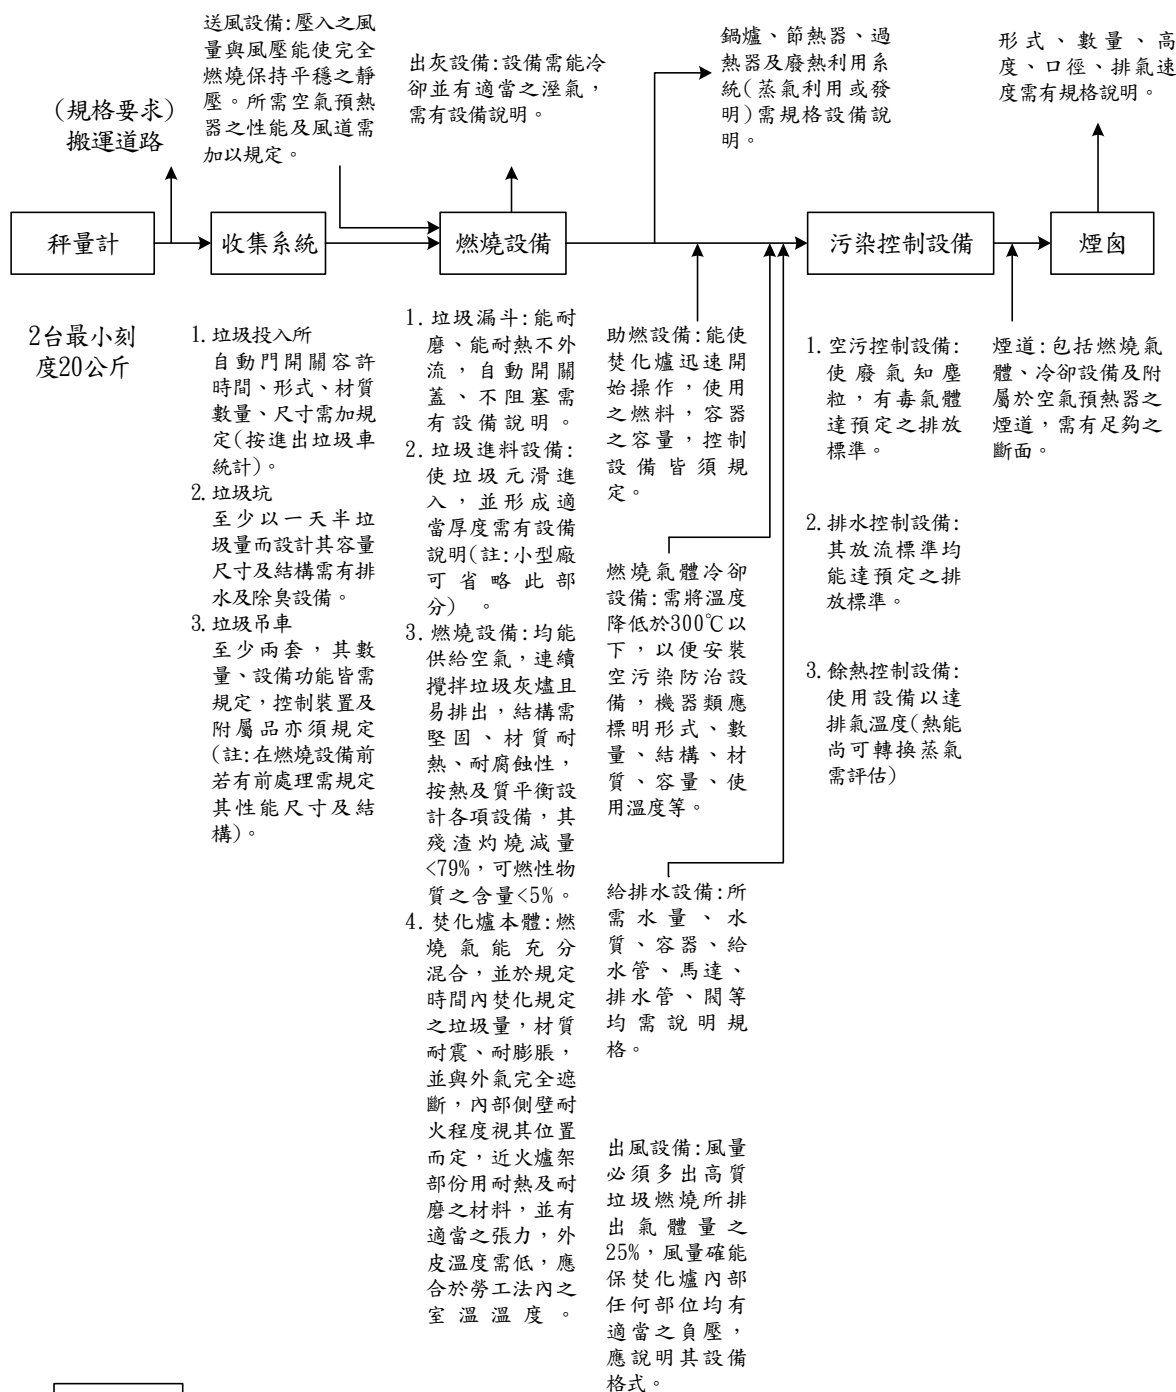 送風設備:壓入之風
量與風壓能使完全
燃燒保持平穩之靜
壓。所需空氣預熱
器之性能及風道需
加以規定。
出灰設備:設備需能冷
卻並有適當之溼氣，
需有設備說明。
鍋爐、節熱器、過
熱器及廢熱利用系
統(蒸氣利用或發
明)需規格設備說
明。
形式、數量、高
度、口徑、排氣速
度需有規格說明。
(規格要求)
搬運道路
秤量計
收集系統
燃燒設備
污染控制設備
煙囪
2台最小刻
度20公斤
1. 垃圾投入所
自動門開關容許
時間、形式、材質
數量、尺寸需加規
定(按進出垃圾車
統計)。
2. 垃圾坑
至少以一天半垃
圾量而設計其容量
尺寸及結構需有排
水及除臭設備。
3. 垃圾吊車
至少兩套，其數
量、設備功能皆需
規定，控制裝置及
附屬品亦須規定
(註:在燃燒設備前
若有前處理需規定
其性能尺寸及結
構)。
1. 垃圾漏斗:能耐
磨、能耐熱不外
流，自動開關
蓋、不阻塞需
有設備說明。
2. 垃圾進料設備:
使垃圾元滑進
入，並形成適
當厚度需有設備
說明(註:小型廠
可省略此部
分)。
3. 燃燒設備:均能
供給空氣，連續
攪拌垃圾灰燼且
易排出，結構需
堅固、材質耐
熱、耐腐蝕性，
按熱及質平衡設
計各項設備，其
殘渣灼燒減量
<79%，可燃性物
質之含量<5%。
4. 焚化爐本體:燃
燒氣能充分
混合，並於規定
時間內焚化規定
之垃圾量，材質
耐震、耐膨脹，
並與外氣完全遮
斷，內部側壁耐
火程度視其位置
而定，近火爐架
部份用耐熱及耐
磨之材料，並有
適當之張力，外
皮溫度需低，應
合於勞工法內之
室溫溫度。
助燃設備:能使
焚化爐迅速開
始操作，使用
之燃料，容器
之容量，控制
設備皆須規
定。
燃燒氣體冷卻
設備:需將溫度
降低於300℃以
下，以便安裝
空污染防治設
備，機器類應
標明形式、數
量、結構、材
質、容量、使
用溫度等。
給排水設備:所
需水量、水
質、容器、給
水管、馬達、
排水管、閥等
均需說明規
格。
出風設備:風量
必須多出高質
垃圾燃燒所排
出氣體量之
25%，風量確能
保焚化爐內部
任何部位均有
適當之負壓，
應說明其設備
格式。
1. 空污控制設備:
使廢氣知塵
粒，有毒氣體
達預定之排放
標準。
2. 排水控制設備:
其放流標準均
能達預定之排
放標準。
3. 餘熱控制設備:
使用設備以達
排氣溫度(熱能
尚可轉換蒸氣
需評估)
煙道:包括燃燒氣
體、冷卻設備及附
屬於空氣預熱器之
煙道，需有足夠之
斷面。